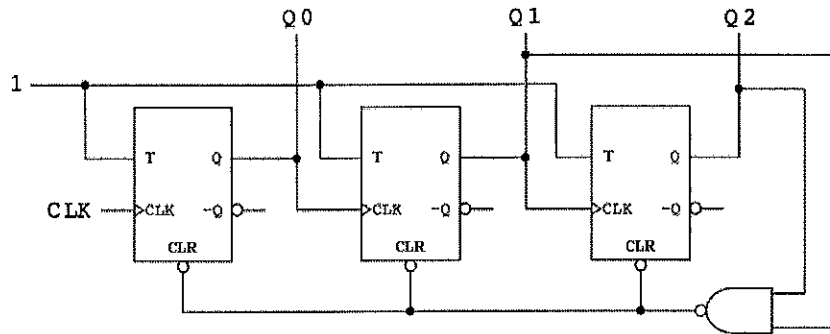 Q0 Q1 Q2
1
T Q T Q T Q
CLK CLK -Q CLK -Q CLK -Q
CLR CLR CLR